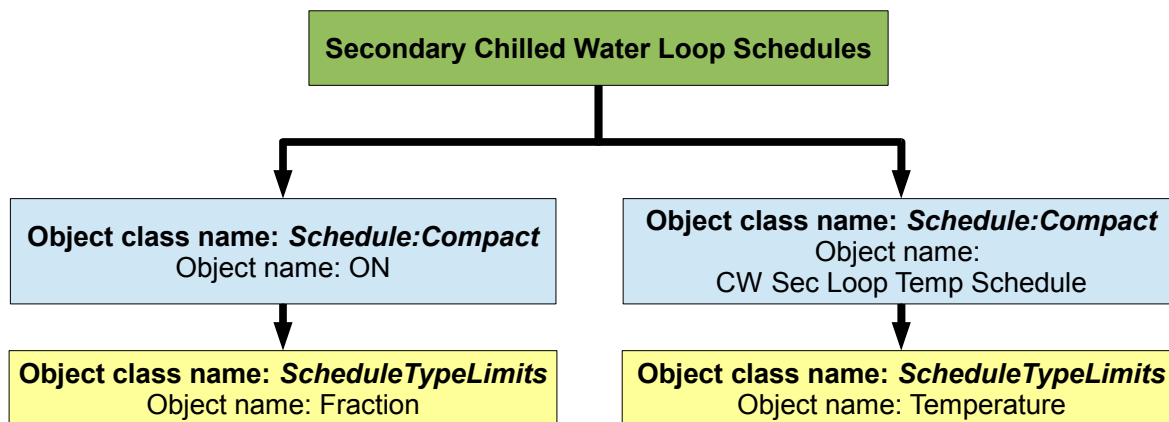 Secondary Chilled Water Loop Schedules
Object class name: Schedule:Compact
Object name: ON
Object class name: Schedule:Compact
Object name:
CW Sec Loop Temp Schedule
Object class name: ScheduleTypeLimits
Object name: Fraction
Object class name: ScheduleTypeLimits
Object name: Temperature